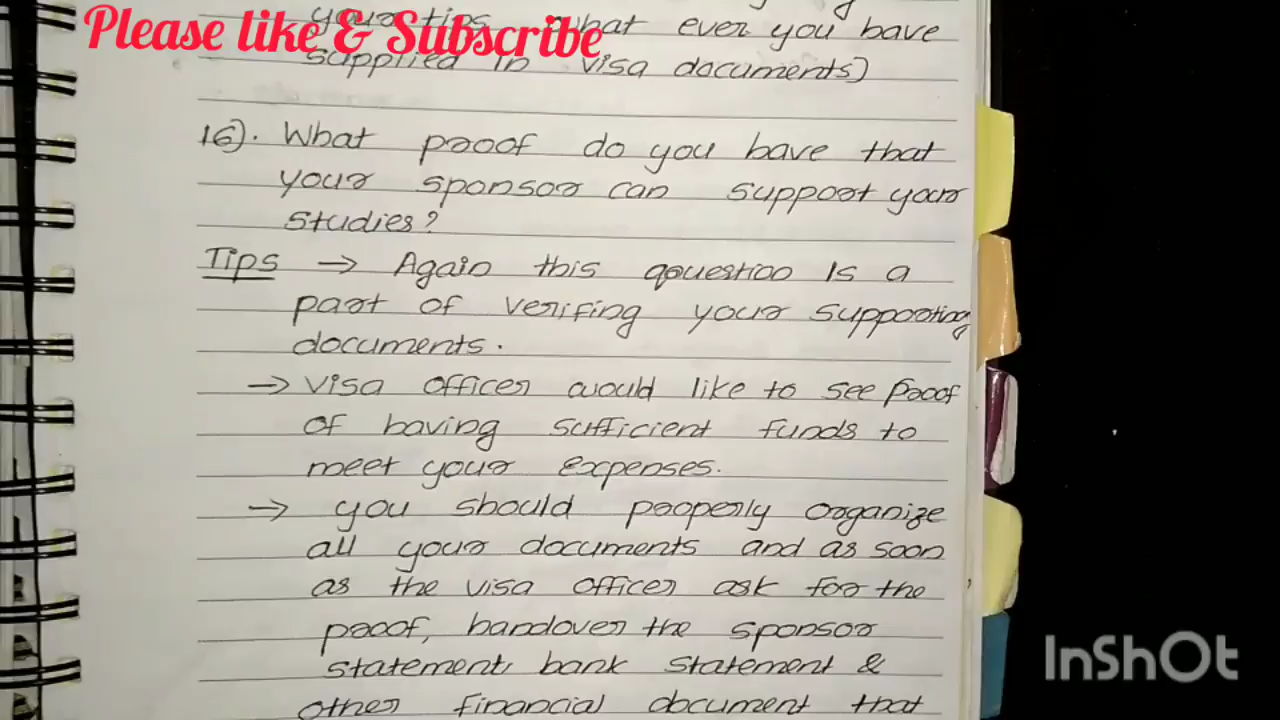 Please like & Subscribe
your tips what ever you have
supplied in visa documents)
16). What proof do you have that
your sponsor can support your
studies?
Tips → Again this question is a
part of verifing your supporting
documents.
→ visa officer would like to see proof
of having sufficient funds to
meet your expenses.
→ you should properly organize
all your documents and as soon
as the visa officer ask for the
proof, handover the sponsor
statement, bank statement &
other financial document that
InShOt